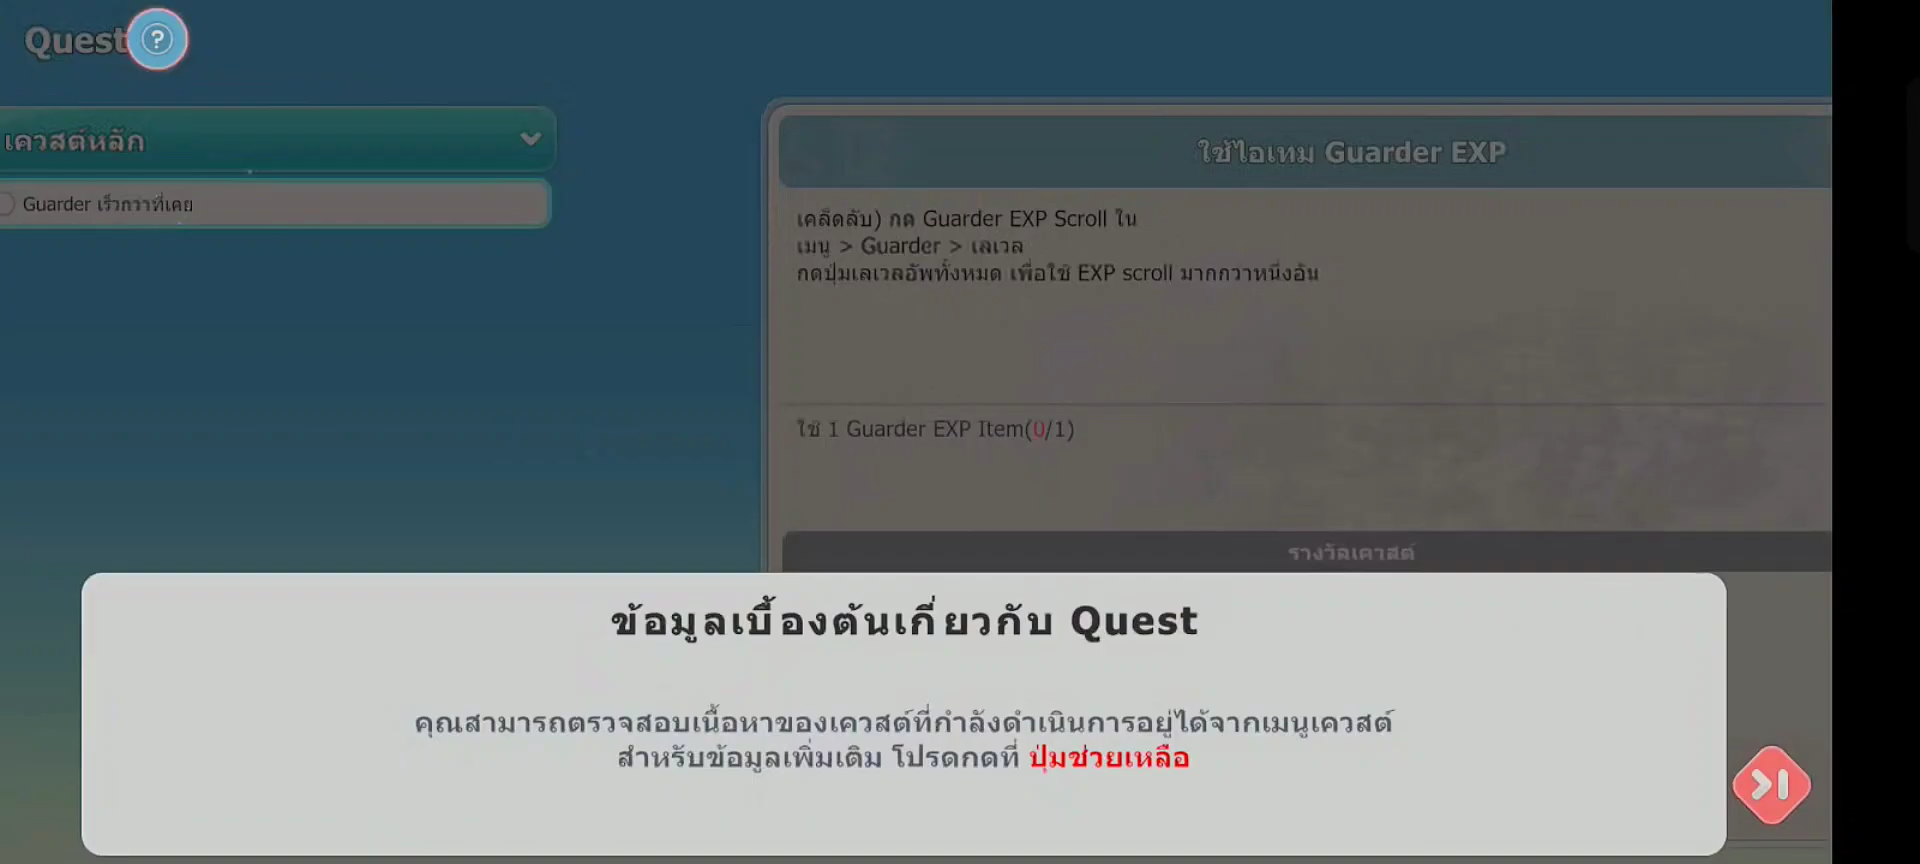 Quest ?
เควสต์หลัก
Guarder เร็วกว่าที่เคย
ใช้ไอเทม Guarder EXP
เคล็ดลับ) กด Guarder EXP Scroll ใน
เมนู > Guarder > เลเวล
กดปุ่มเลเวลอัพทั้งหมด เพื่อใช้ EXP scroll มากกว่าหนึ่งอัน
ใช้ 1 Guarder EXP Item(0/1)
รางวัลเควสต์
ข้อมูลเบื้องต้นเกี่ยวกับ Quest
คุณสามารถตรวจสอบเนื้อหาของเควสต์ที่กำลังดำเนินการอยู่ได้จากเมนูเควสต์
สำหรับข้อมูลเพิ่มเติม โปรดกดที่ ปุ่มช่วยเหลือ